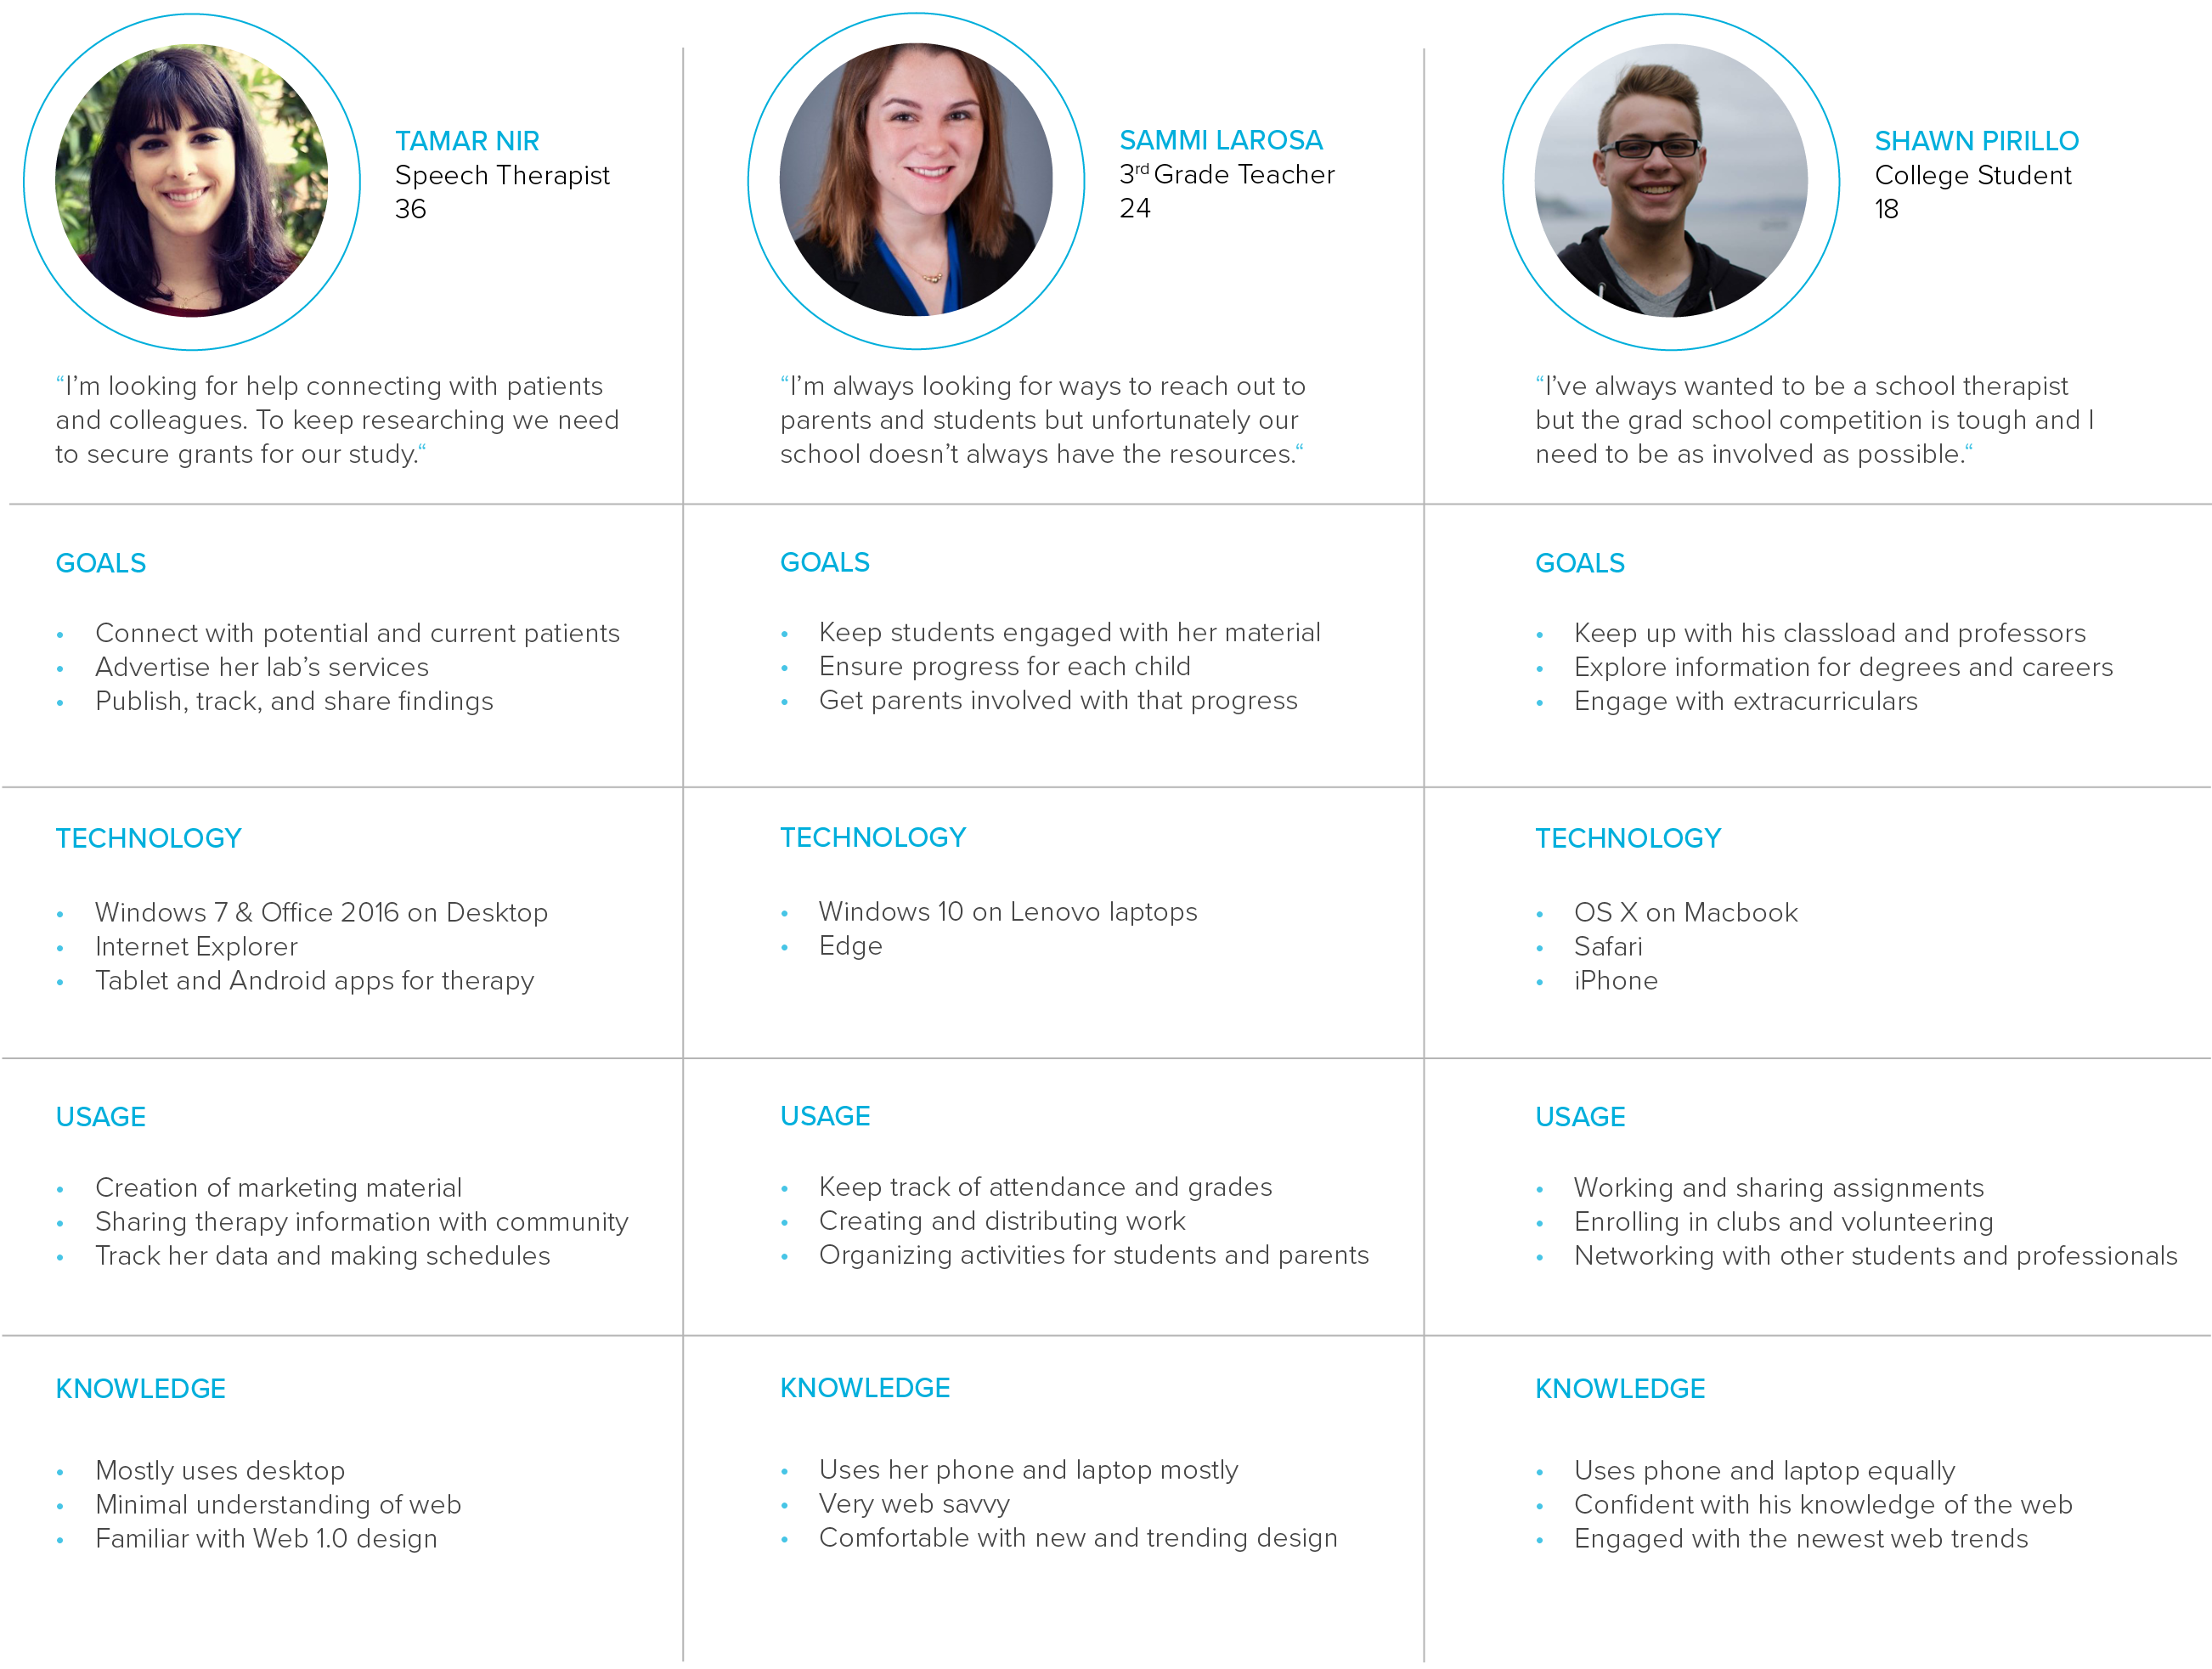 TAMAR NIR
Speech Therapist
36
“I’m looking for help connecting with patients
and colleagues. To keep researching we need
to secure grants for our study.“
GOALS
• Connect with potential and current patients
• Advertise her lab’s services
• Publish, track, and share findings
TECHNOLOGY
• Windows 7 & Office 2016 on Desktop
• Internet Explorer
• Tablet and Android apps for therapy
USAGE
• Creation of marketing material
• Sharing therapy information with community
• Track her data and making schedules
KNOWLEDGE
• Mostly uses desktop
• Minimal understanding of web
• Familiar with Web 1.0 design
SAMMI LAROSA
3rd Grade Teacher
24
“I’m always looking for ways to reach out to
parents and students but unfortunately our
school doesn’t always have the resources.“
GOALS
• Keep students engaged with her material
• Ensure progress for each child
• Get parents involved with that progress
TECHNOLOGY
• Windows 10 on Lenovo laptops
• Edge
USAGE
• Keep track of attendance and grades
• Creating and distributing work
• Organizing activities for students and parents
KNOWLEDGE
• Uses her phone and laptop mostly
• Very web savvy
• Comfortable with new and trending design
SHAWN PIRILLO
College Student
18
“I’ve always wanted to be a school therapist
but the grad school competition is tough and I
need to be as involved as possible.“
GOALS
• Keep up with his classload and professors
• Explore information for degrees and careers
• Engage with extracurriculars
TECHNOLOGY
• OS X on Macbook
• Safari
• iPhone
USAGE
• Working and sharing assignments
• Enrolling in clubs and volunteering
• Networking with other students and professionals
KNOWLEDGE
• Uses phone and laptop equally
• Confident with his knowledge of the web
• Engaged with the newest web trends